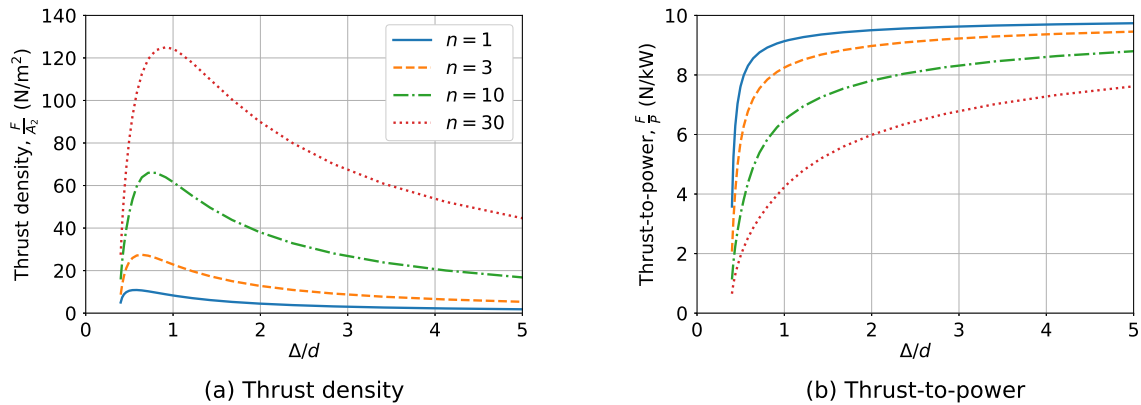 140
120
100
80
60
40
20
0
Thrust density, F/A₂ (N/m²)
n = 1
n = 3
n = 10
n = 30
0 1 2 3 4 5
Δ/d
(a) Thrust density
10
8
6
4
2
0
Thrust-to-power, F/P (N/kW)
0 1 2 3 4 5
Δ/d
(b) Thrust-to-power